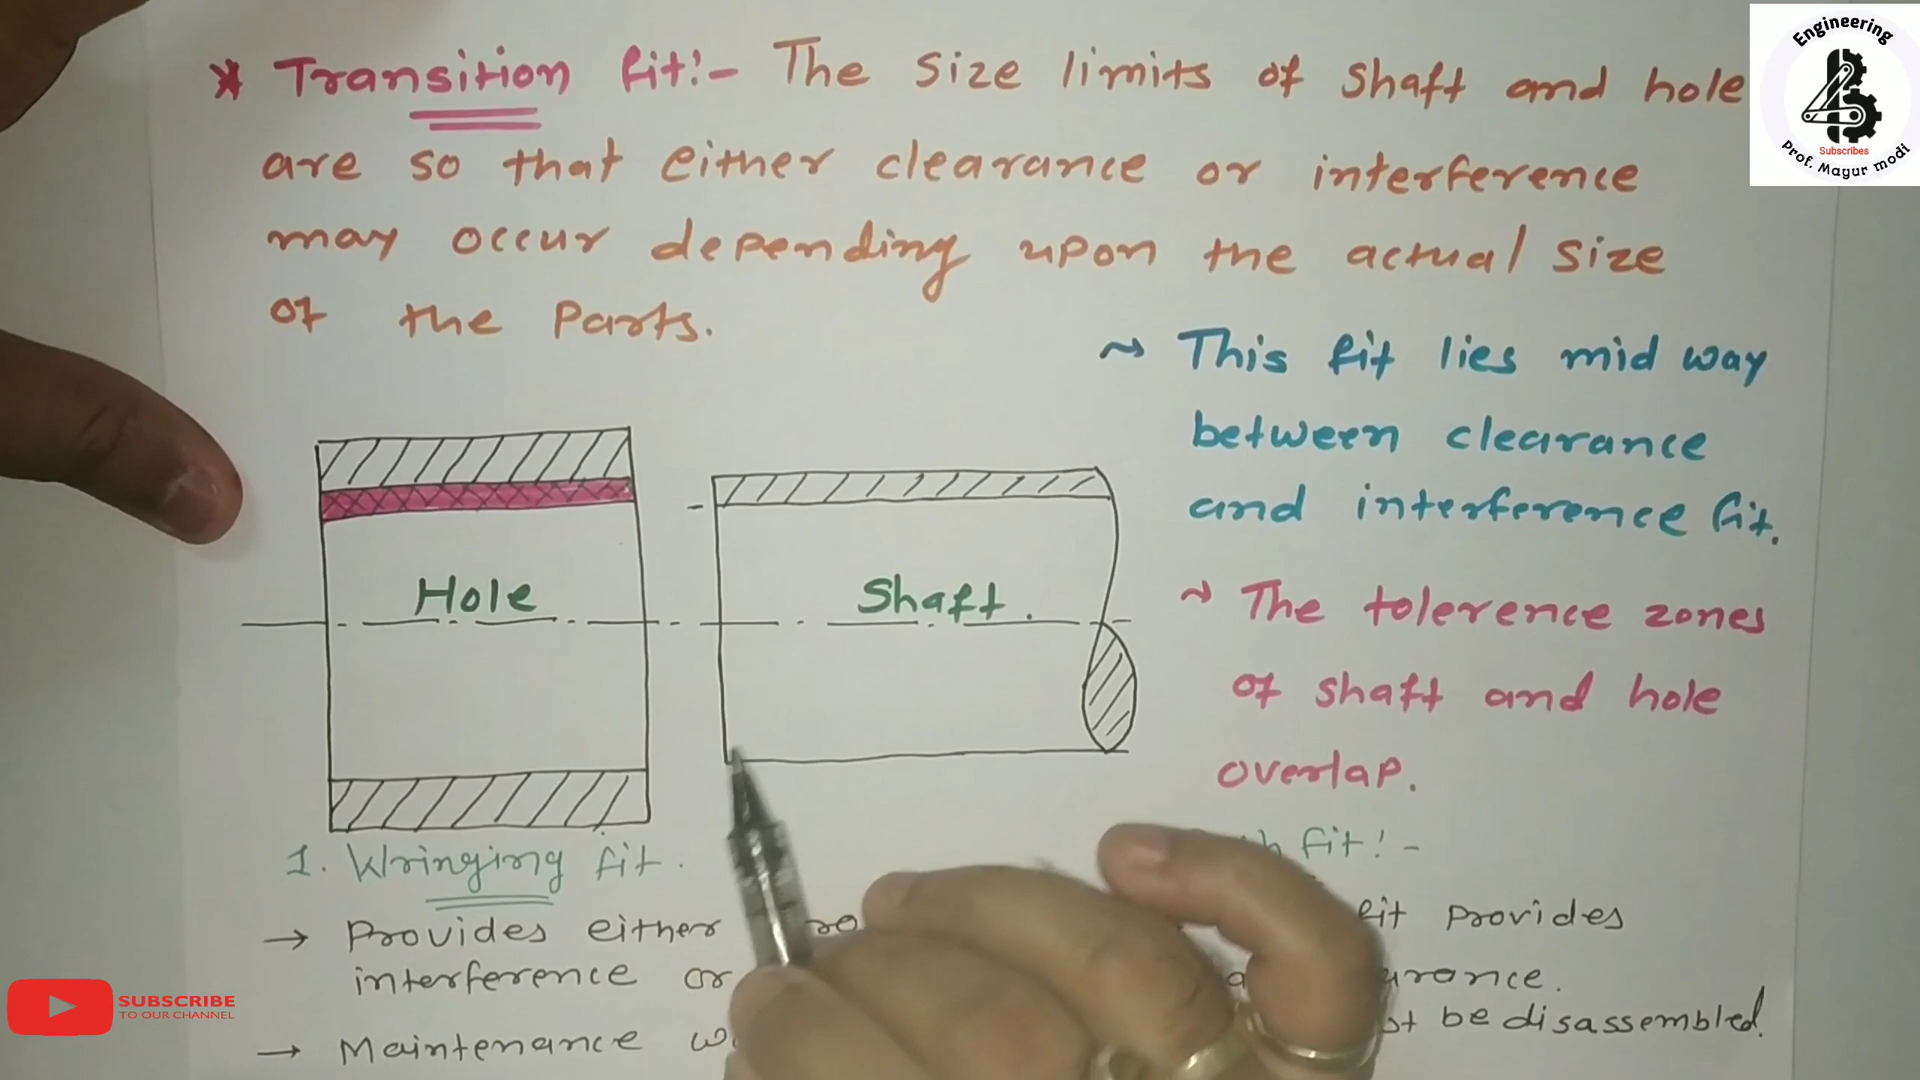 * Transition fit:- The size limits of shaft and hole
are so that either clearance or interference
may occur depending upon the actual size
of the parts.
~ This fit lies mid way
between clearance
and interference fit.
~ The tolerence zones
of shaft and hole
overlap.
Hole
Shaft.
1. Wringing fit.
→ Provides either
interference or
→ Maintenance
fit:-
fit provides
be disassembled.
Engineering
Subscribes
Prof. Mayur modi
SUBSCRIBE
TO OUR CHANNEL